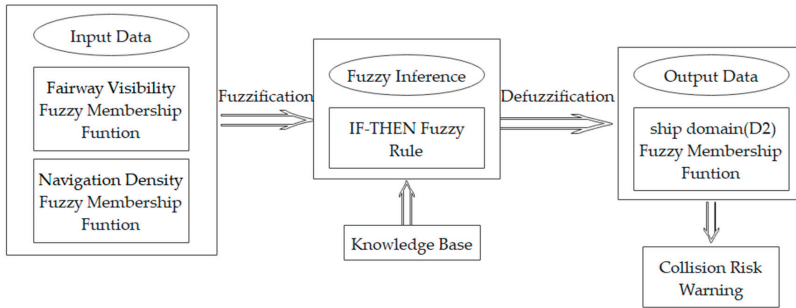 Input Data
Fairway Visibility
Fuzzy Membership
Funtion
Navigation Density
Fuzzy Membership
Funtion
Fuzzification
Fuzzy Inference
IF-THEN Fuzzy
Rule
Knowledge Base
Defuzzification
Output Data
ship domain(D2)
Fuzzy Membership
Funtion
Collision Risk
Warning